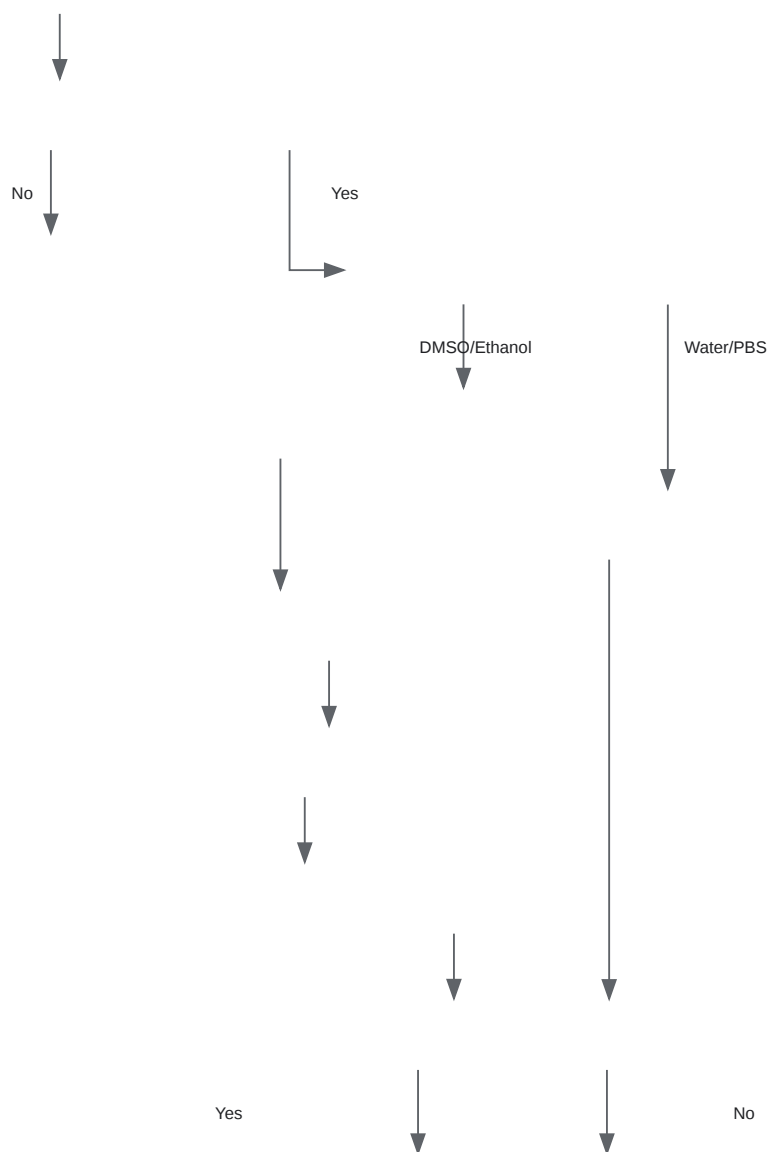 No
Yes
DMSO/Ethanol
Water/PBS
Yes
No